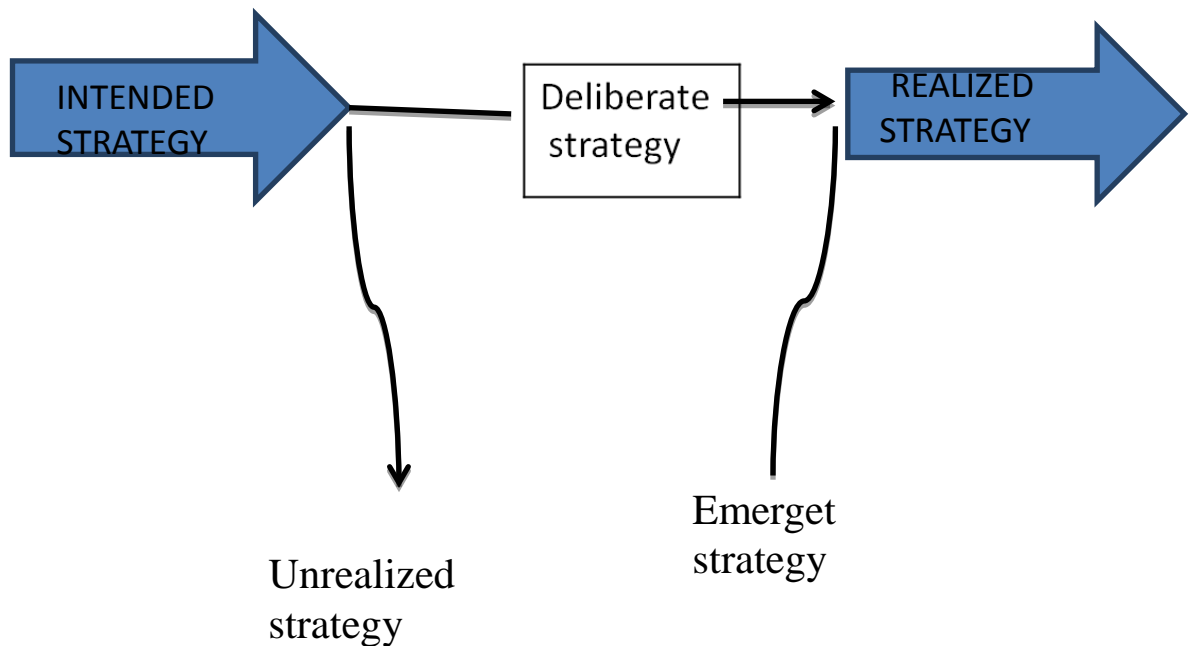 INTENDED
STRATEGY
Deliberate
strategy
REALIZED
STRATEGY
Unrealized
strategy
Emerget
strategy